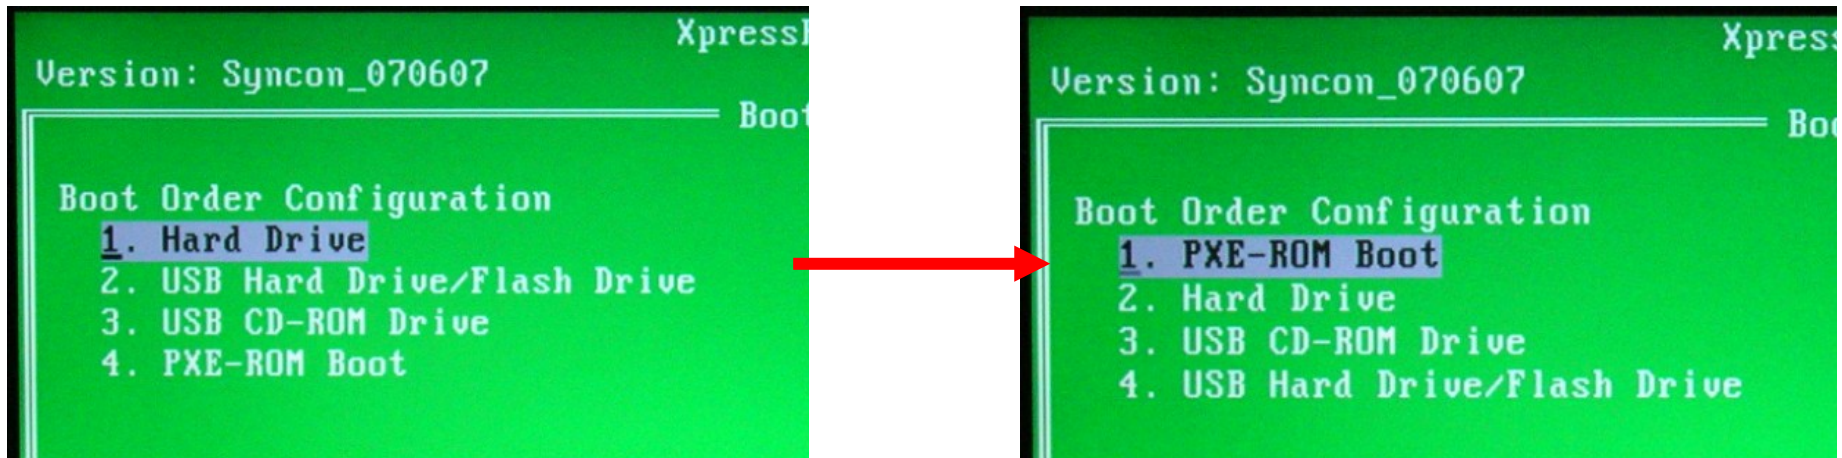 Version: Syncon_070607
Boot Order Configuration
1. Hard Drive
2. USB Hard Drive/Flash Drive
3. USB CD-ROM Drive
4. PXE-ROM Boot
Version: Syncon_070607
Boot Order Configuration
1. PXE-ROM Boot
2. Hard Drive
3. USB CD-ROM Drive
4. USB Hard Drive/Flash Drive